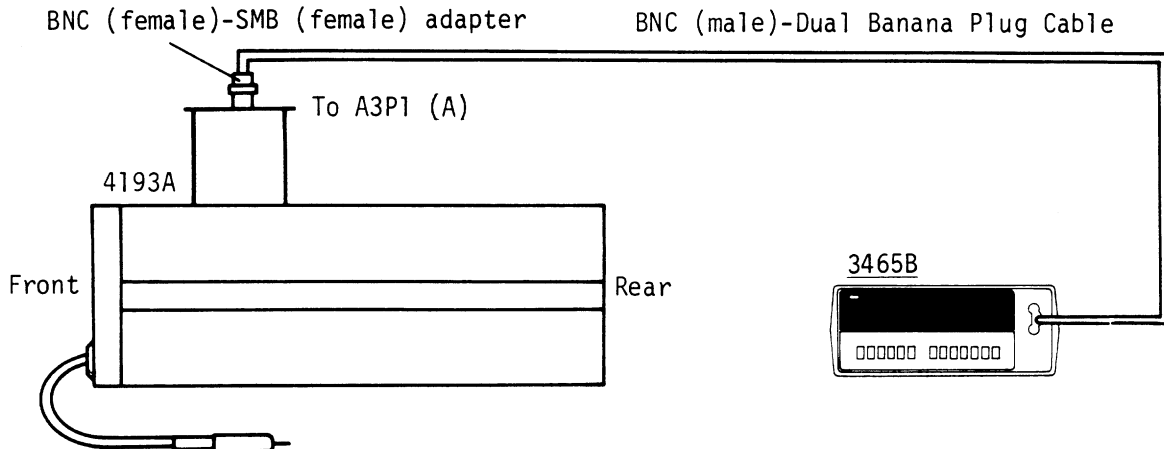 BNC (female)-SMB (female) adapter
BNC (male)-Dual Banana Plug Cable
To A3P1 (A)
4193A
Front
Rear
3465B